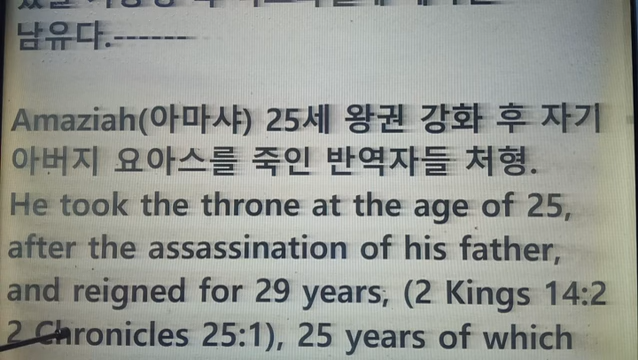 남유다.------
Amaziah(아마샤) 25세 왕권 강화 후 자기
아버지 요아스를 죽인 반역자들 처형.
He took the throne at the age of 25,
after the assassination of his father,
and reigned for 29 years, (2 Kings 14:2
2 Chronicles 25:1), 25 years of which